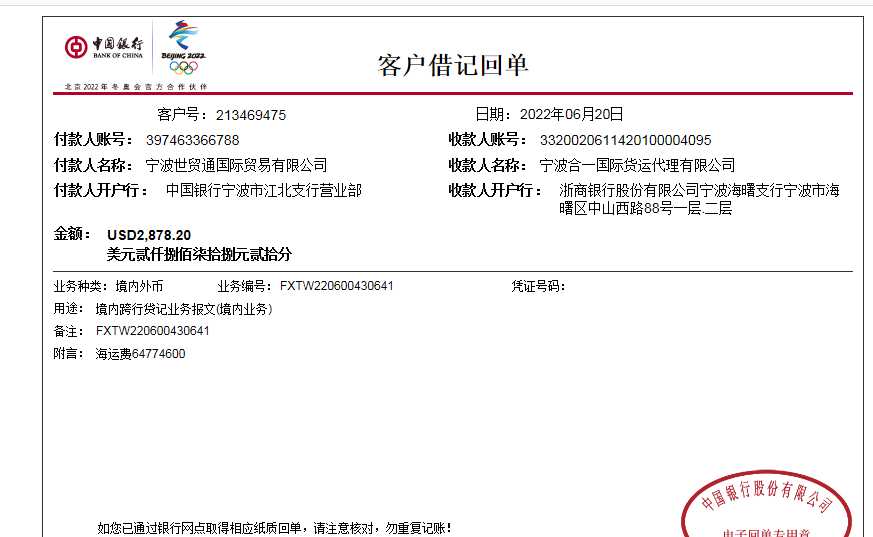 中国银行
BANK OF CHINA
BEIJING 2022
北京2022年冬奥会官方合作伙伴
客户借记回单
客户号：213469475 日期：2022年06月20日
付款人账号：397463366788 收款人账号：3320020611420100004095
付款人名称：宁波世贸通国际贸易有限公司 收款人名称：宁波合一国际货运代理有限公司
付款人开户行：中国银行宁波市江北支行营业部 收款人开户行：浙商银行股份有限公司宁波海曙支行宁波市海
曙区中山西路88号一层.二层
金额：USD2,878.20
美元贰仟捌佰柒拾捌元贰拾分
业务种类：境内外币 业务编号：FXTW220600430641 凭证号码：
用途：境内跨行贷记业务报文(境内业务)
备注：FXTW220600430641
附言：海运费64774600
中国银行股份有限公司
如您已通过银行网点取得相应纸质回单，请注意核对，勿重复记账！
电子回单专用章